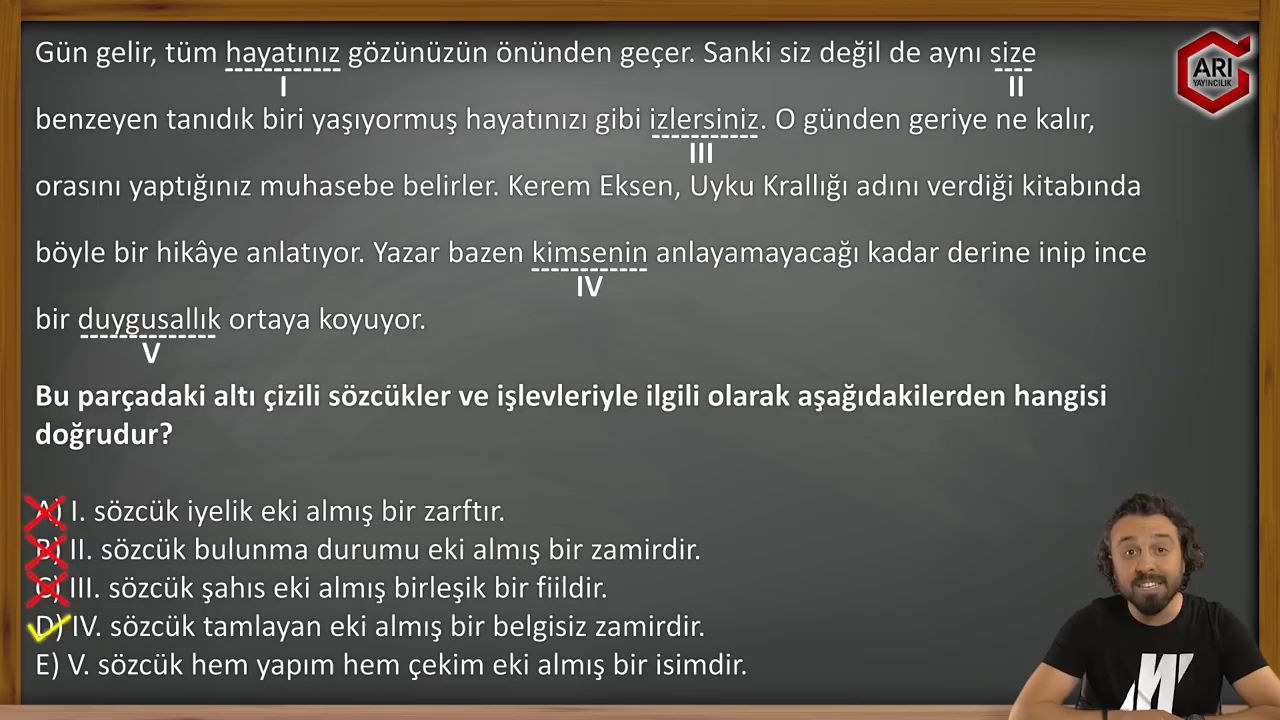 Gün gelir, tüm hayatınız gözünüzün önünden geçer. Sanki siz değil de aynı size
I
II
benzeyen tanıdık biri yaşıyormuş hayatınızı gibi izlersiniz. O günden geriye ne kalır,
III
orasını yaptığınız muhasebe belirler. Kerem Eksen, Uyku Krallığı adını verdiği kitabında
böyle bir hikâye anlatıyor. Yazar bazen kimsenin anlayamayacağı kadar derine inip ince
IV
bir duygusallık ortaya koyuyor.
V
Bu parçadaki altı çizili sözcükler ve işlevleriyle ilgili olarak aşağıdakilerden hangisi
doğrudur?
A) I. sözcük iyelik eki almış bir zarftır.
B) II. sözcük bulunma durumu eki almış bir zamirdir.
C) III. sözcük şahıs eki almış birleşik bir fiildir.
D) IV. sözcük tamlayan eki almış bir belgisiz zamirdir.
E) V. sözcük hem yapım hem çekim eki almış bir isimdir.
ARI
YAYINCILIK